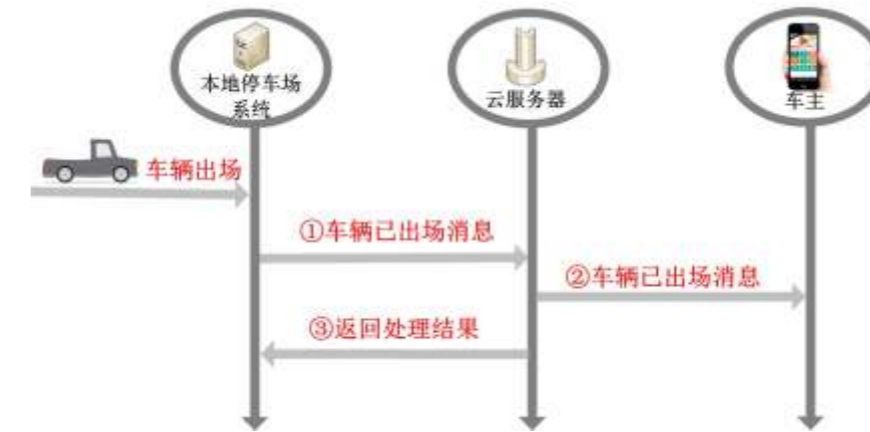 本地停车场
系统
云服务器
车主
车辆出场
①车辆已出场消息
②车辆已出场消息
③返回处理结果